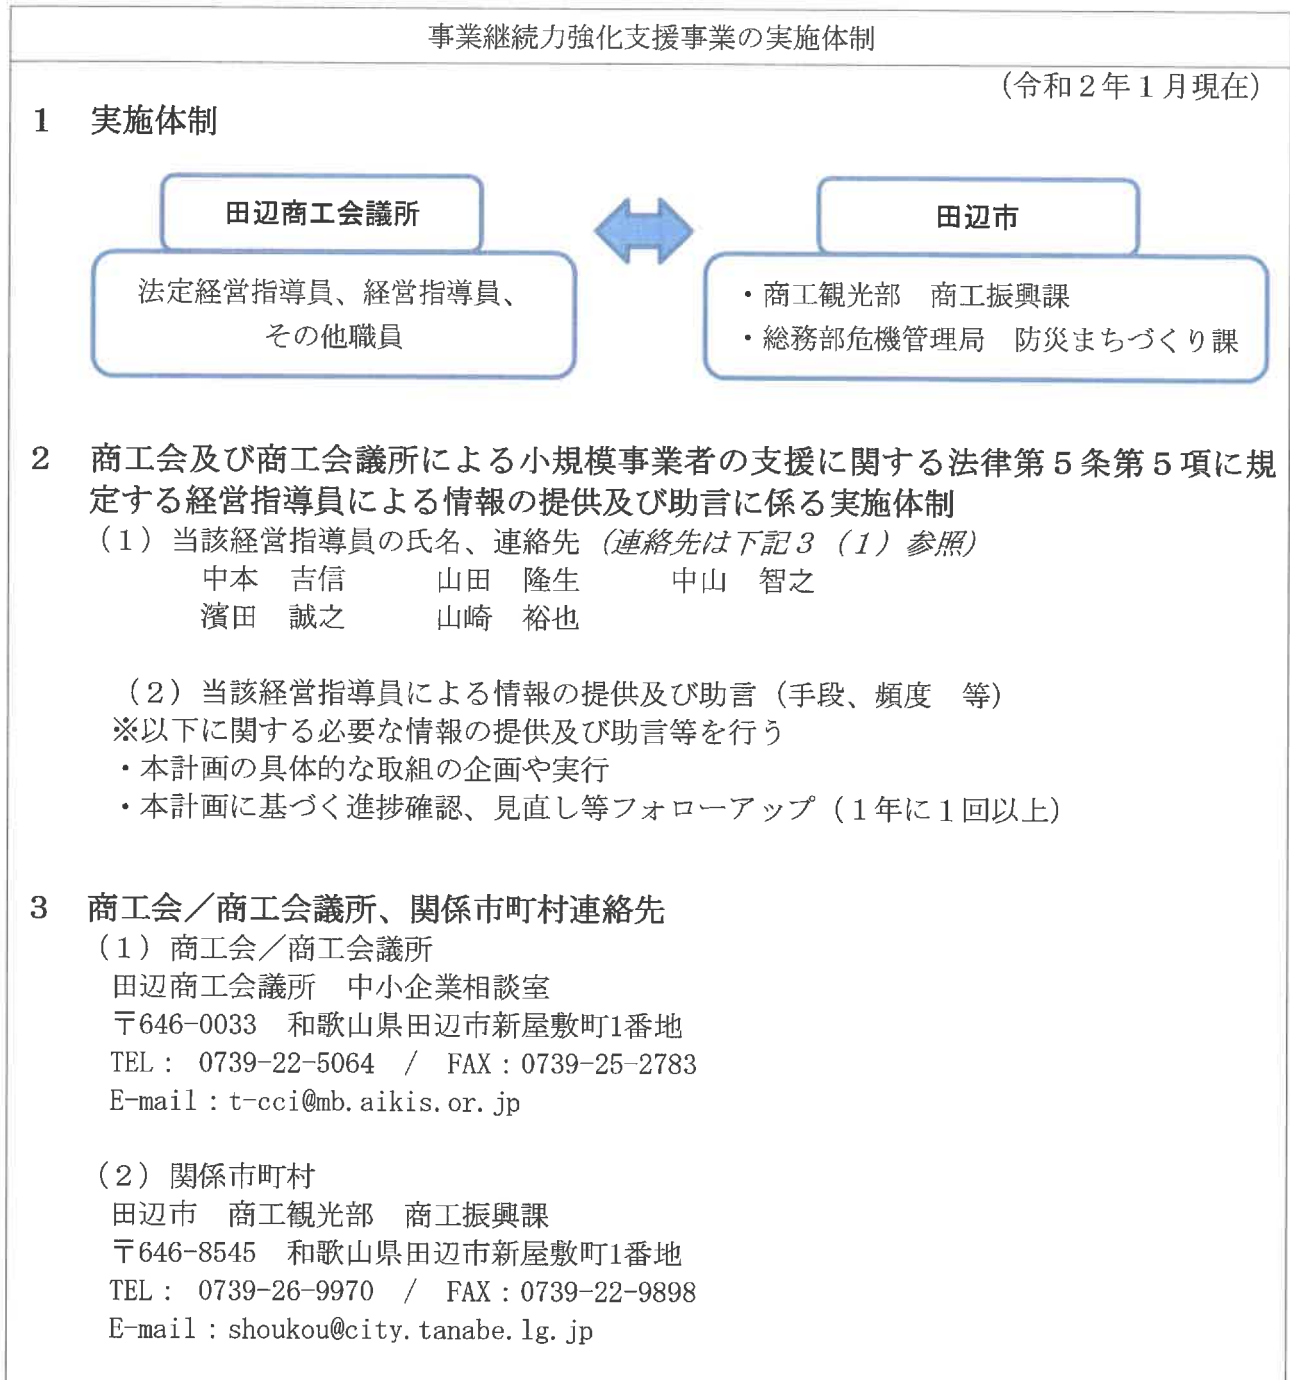 事業継続力強化支援事業の実施体制
(令和2年1月現在)
1　実施体制
田辺商工会議所
法定経営指導員、経営指導員、
その他職員
田辺市
・商工観光部　商工振興課
・総務部危機管理局　防災まちづくり課
2　商工会及び商工会議所による小規模事業者の支援に関する法律第5条第5項に規
定する経営指導員による情報の提供及び助言に係る実施体制
(1)当該経営指導員の氏名、連絡先（連絡先は下記3（1）参照）
中本　吉信　　　山田　隆生　　　中山　智之
濱田　誠之　　　山崎　裕也
(2)当該経営指導員による情報の提供及び助言（手段、頻度　等）
※以下に関する必要な情報の提供及び助言等を行う
・本計画の具体的な取組の企画や実行
・本計画に基づく進捗確認、見直し等フォローアップ（1年に1回以上）
3　商工会／商工会議所、関係市町村連絡先
(1)商工会／商工会議所
田辺商工会議所　中小企業相談室
〒646-0033　和歌山県田辺市新屋敷町1番地
TEL： 0739-22-5064 / FAX：0739-25-2783
E-mail：t-cci@mb.aikis.or.jp
(2)関係市町村
田辺市　商工観光部　商工振興課
〒646-8545　和歌山県田辺市新屋敷町1番地
TEL： 0739-26-9970 / FAX：0739-22-9898
E-mail：shoukou@city.tanabe.lg.jp